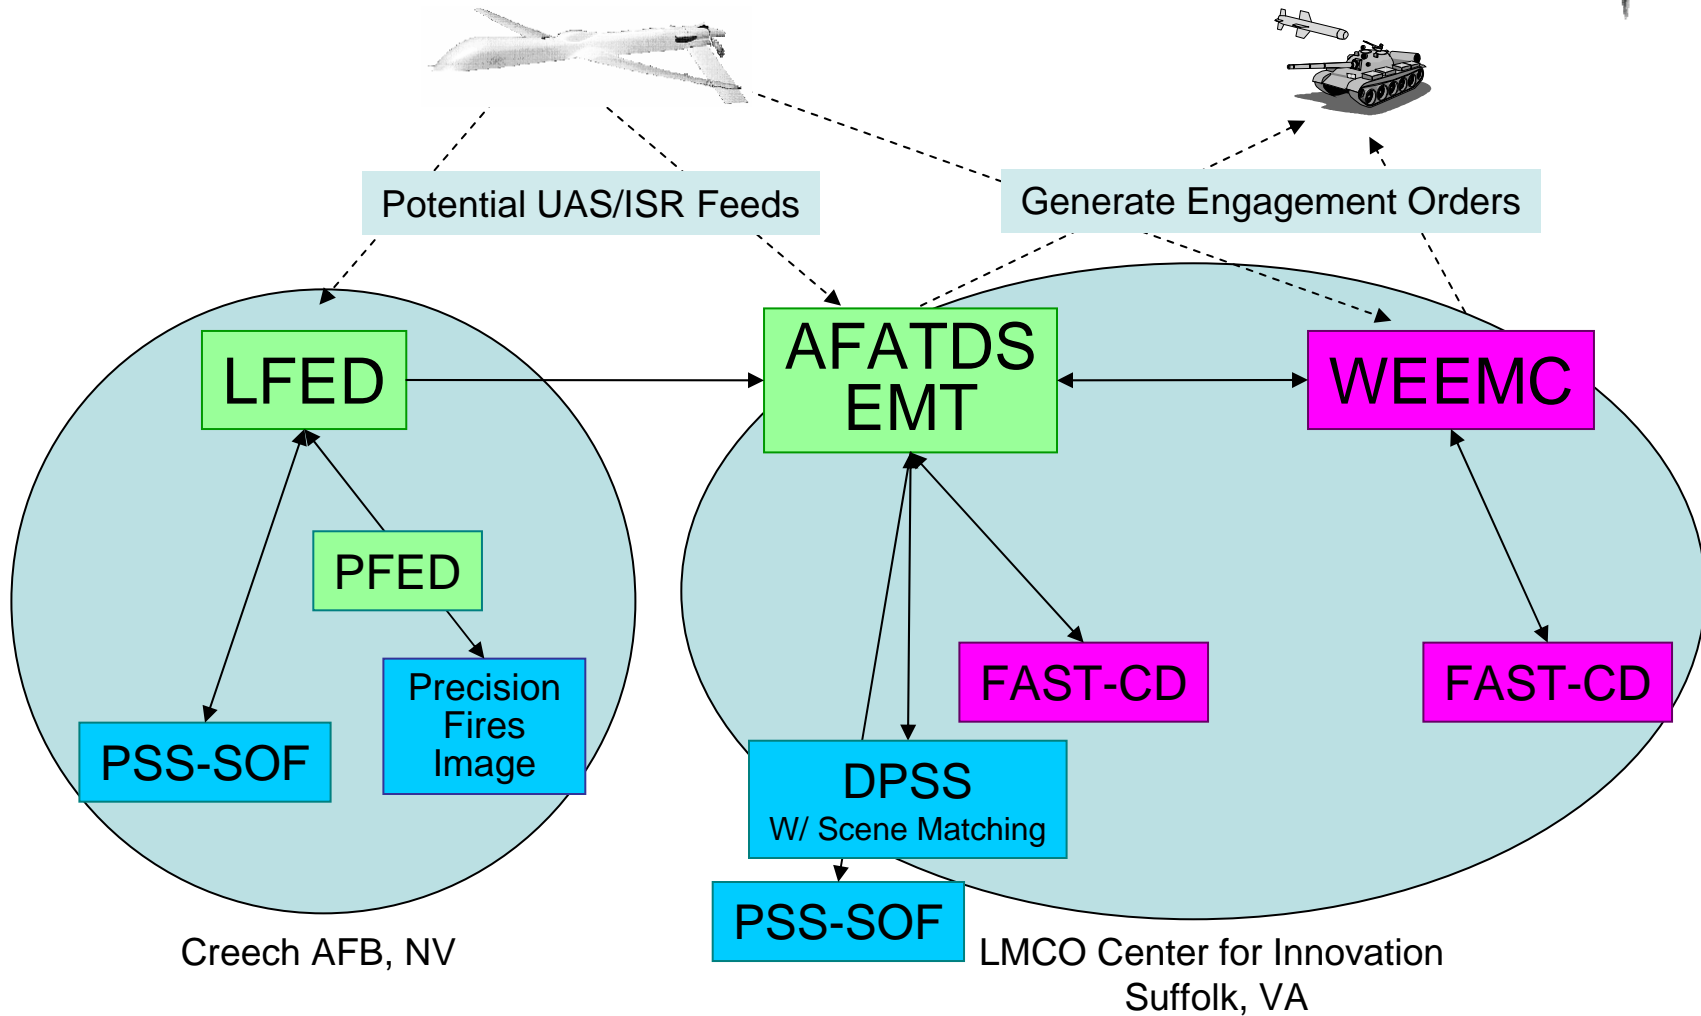 Potential UAS/ISR Feeds
Generate Engagement Orders
LFED
AFATDS
EMT
WEEMC
PFED
Precision
Fires
Image
PSS-SOF
FAST-CD
FAST-CD
DPSS
W/ Scene Matching
PSS-SOF
Creech AFB, NV
LMCO Center for Innovation
Suffolk, VA